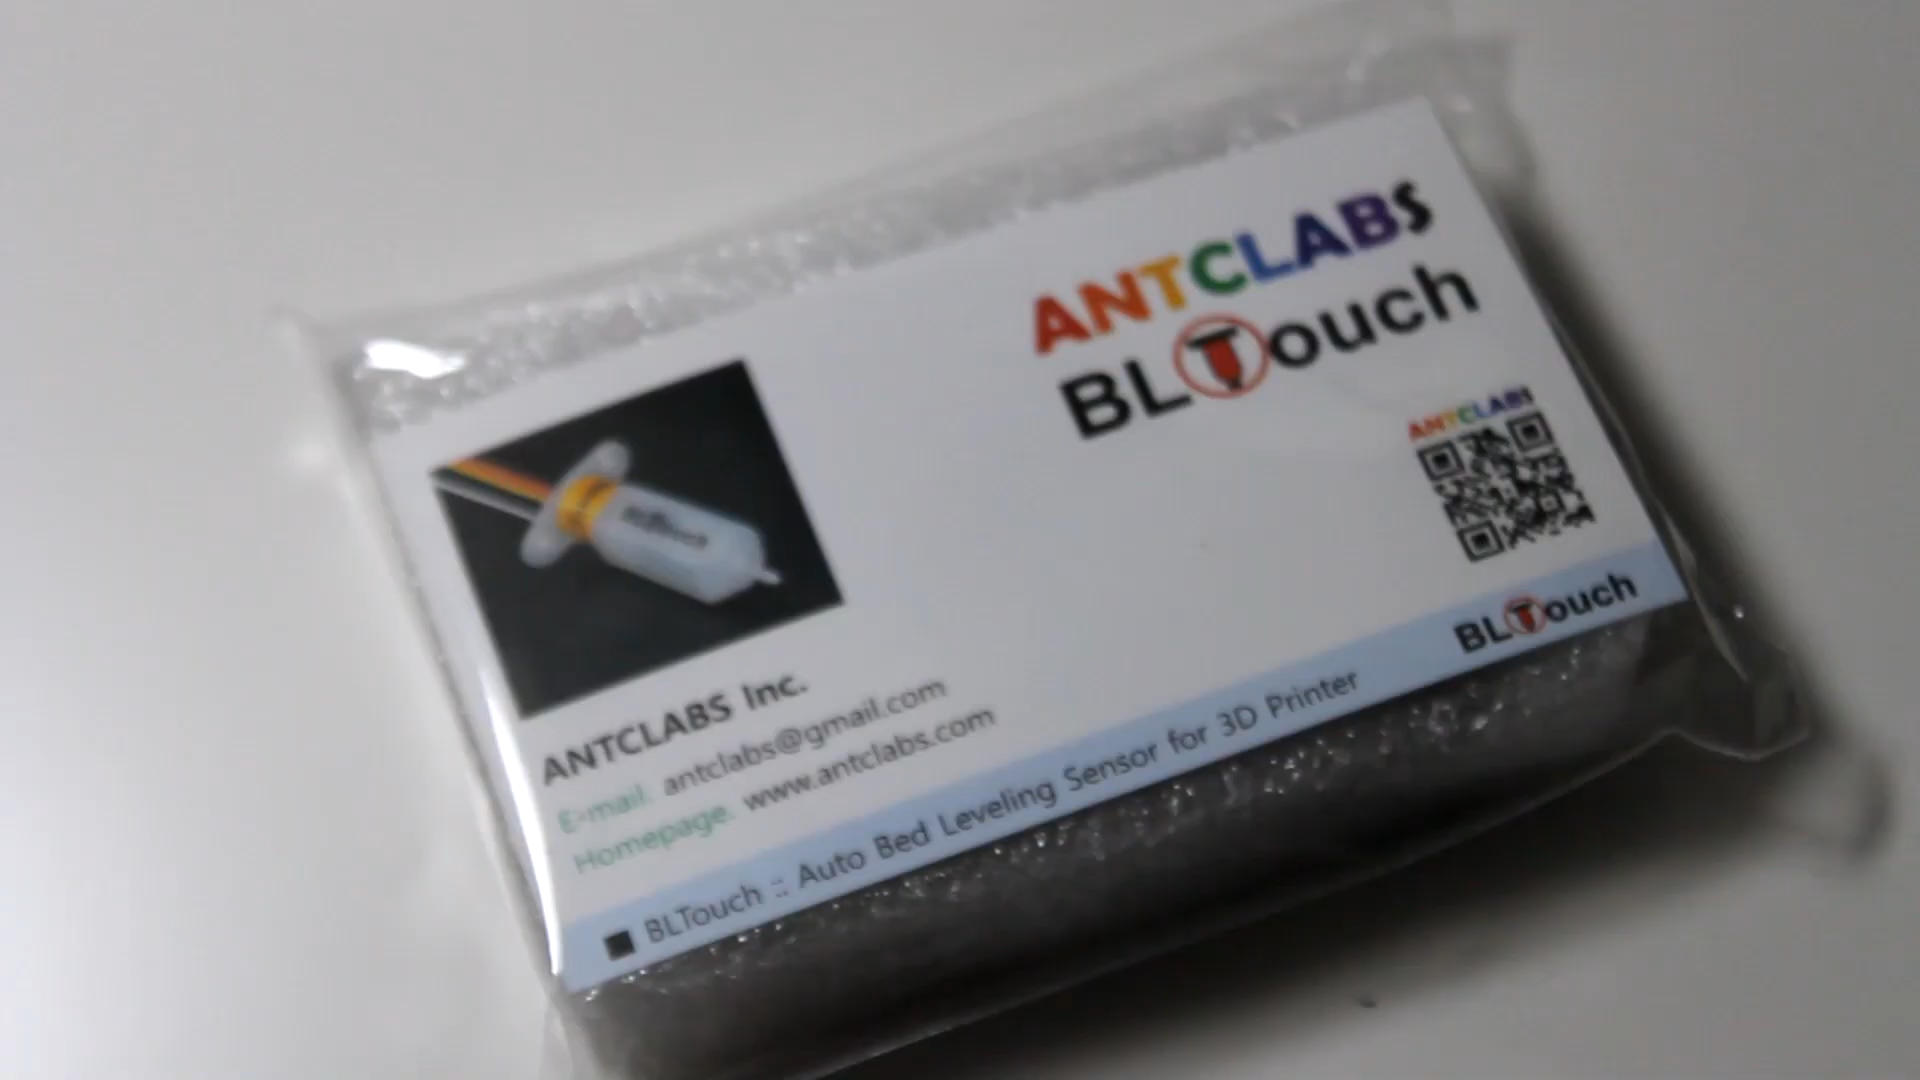 ANTCLABS
BLTouch
ANTCLABS
BLTouch
ANTCLABS Inc.
E-mail. antclabs@gmail.com
Homepage. www.antclabs.com
■ BLTouch :: Auto Bed Leveling Sensor for 3D Printer
BLTouch